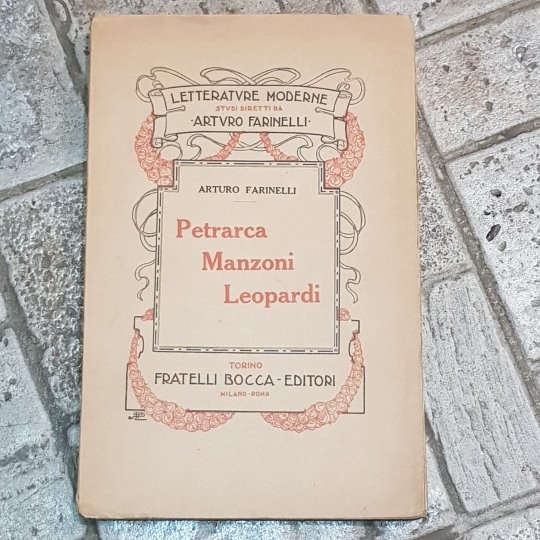 LETTERATVRE MODERNE
STVDI DIRETTI DA
·ARTVRO FARINELLI·
ARTURO FARINELLI
Petrarca
Manzoni
Leopardi
TORINO
FRATELLI BOCCA-EDITORI
MILANO-ROMA